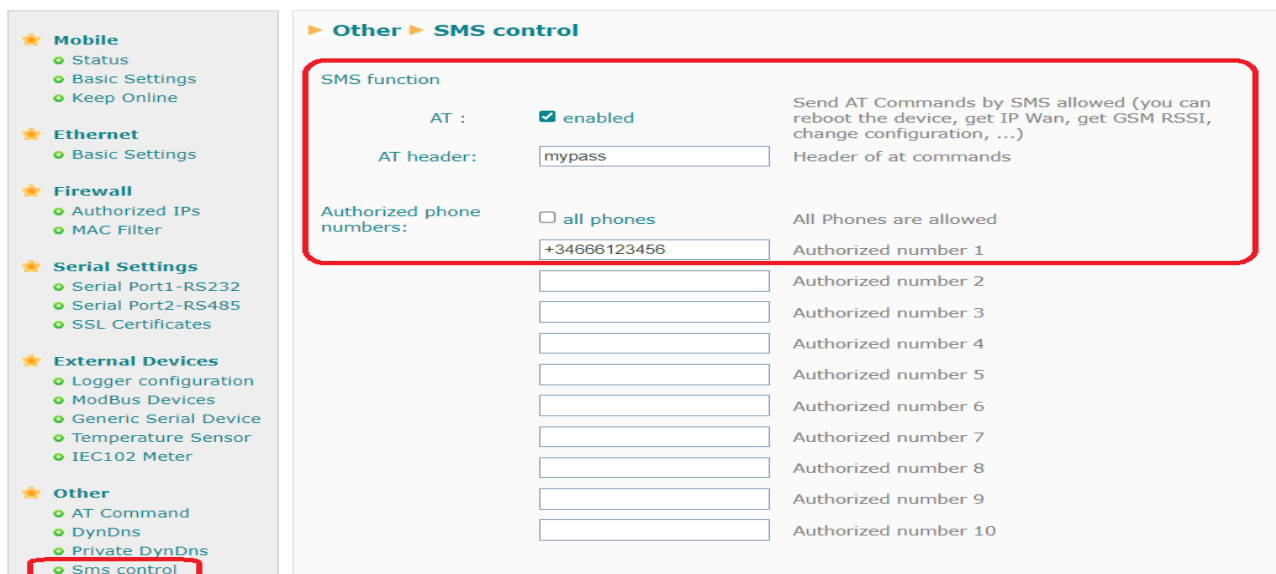 Mobile
Status
Basic Settings
Keep Online
Ethernet
Basic Settings
Firewall
Authorized IPs
MAC Filter
Serial Settings
Serial Port1-RS232
Serial Port2-RS485
SSL Certificates
External Devices
Logger configuration
ModBus Devices
Generic Serial Device
Temperature Sensor
IEC102 Meter
Other
AT Command
DynDns
Private DynDns
Sms control
Other SMS control
SMS function
AT : enabled Send AT Commands by SMS allowed (you can
reboot the device, get IP Wan, get GSM RSSI,
change configuration, ...)
AT header: mypass Header of at commands
Authorized phone
numbers: all phones All Phones are allowed
+34666123456 Authorized number 1
Authorized number 2
Authorized number 3
Authorized number 4
Authorized number 5
Authorized number 6
Authorized number 7
Authorized number 8
Authorized number 9
Authorized number 10